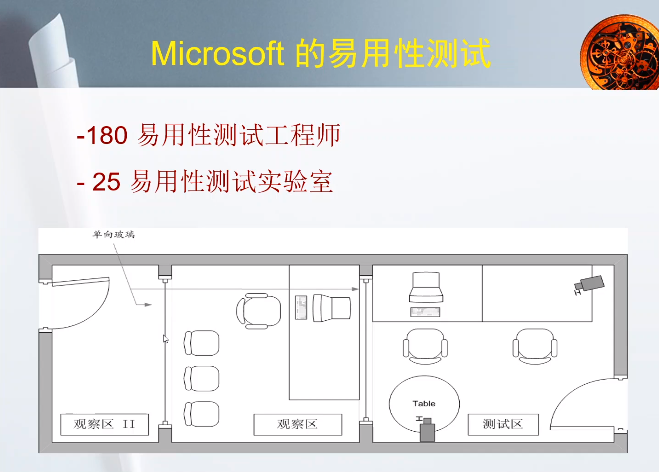 Microsoft 的易用性测试
-180 易用性测试工程师
- 25 易用性测试实验室
单向玻璃
Table
观察区 II
观察区
测试区